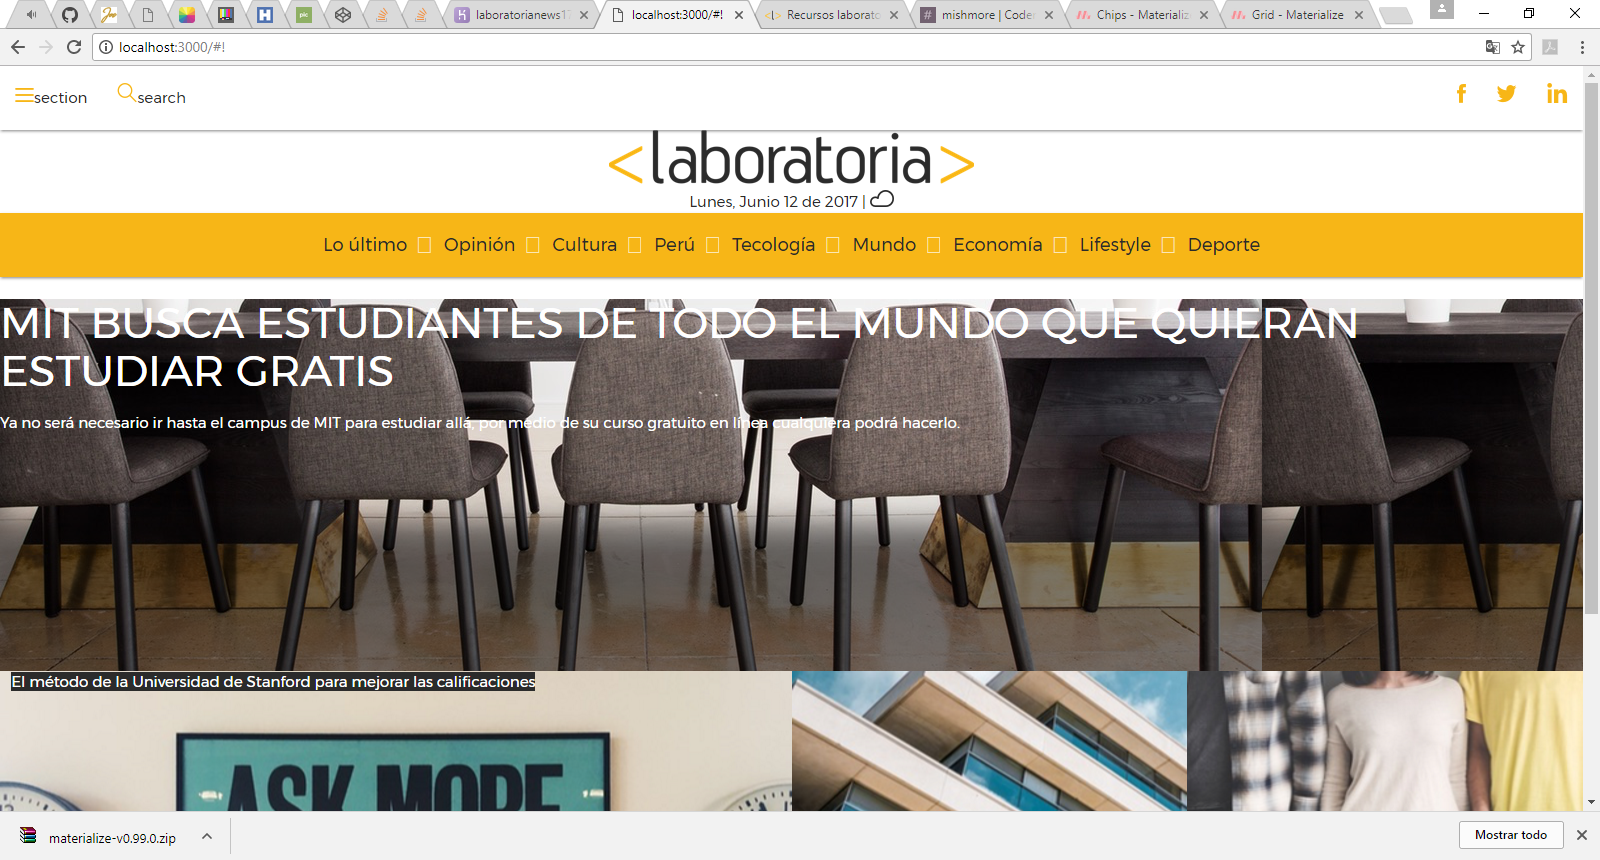 laboratorianews17
localhost:3000/#!
Recursos laborato
mishmore | Coder
Chips - Materialize
Grid - Materialize
localhost:3000/#!
section
search
<laboratoria>
Lunes, Junio 12 de 2017 |
Lo último Opinión Cultura Perú Tecología Mundo Economía Lifestyle Deporte
MIT BUSCA ESTUDIANTES DE TODO EL MUNDO QUE QUIERAN
ESTUDIAR GRATIS
Ya no será necesario ir hasta el campus de MIT para estudiar allá, por medio de su curso gratuito en línea cualquiera podrá hacerlo.
El método de la Universidad de Stanford para mejorar las calificaciones
ASK MORE
materialize-v0.99.0.zip
Mostrar todo